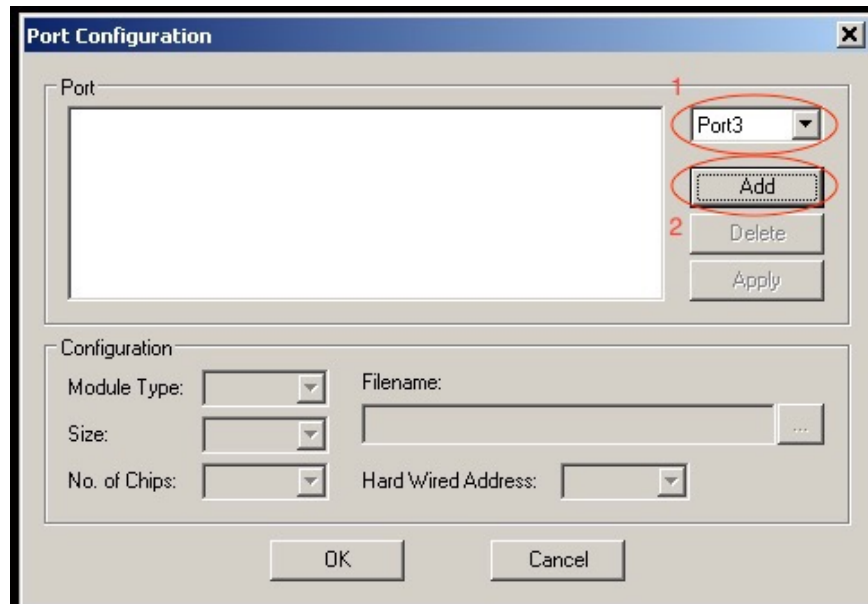 Port Configuration
Port
1
Port3
Add
2
Delete
Apply
Configuration
Module Type:
Filename:
...
Size:
No. of Chips:
Hard Wired Address:
OK
Cancel